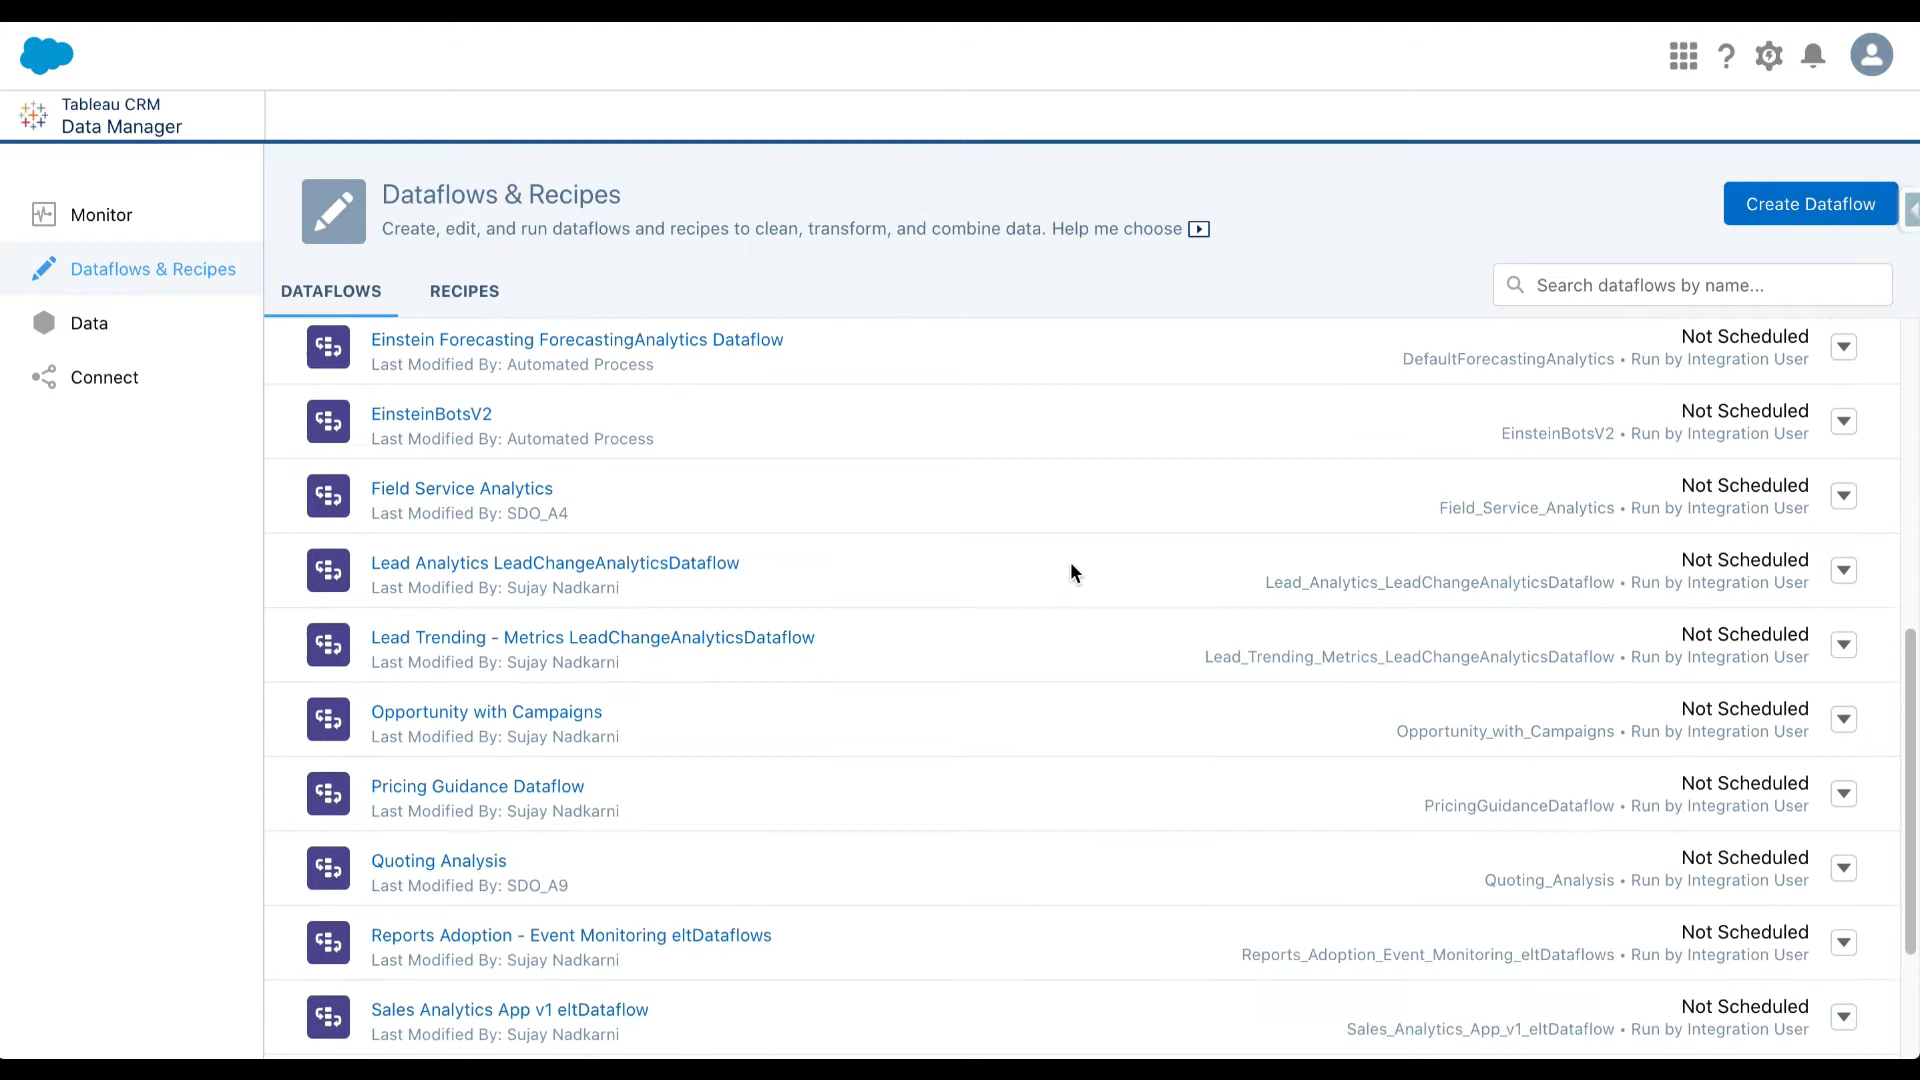 Tableau CRM
Data Manager
Monitor
Dataflows & Recipes
Data
Connect
Dataflows & Recipes
Create, edit, and run dataflows and recipes to clean, transform, and combine data. Help me choose
Create Dataflow
DATAFLOWS RECIPES
Search dataflows by name...
Einstein Forecasting ForecastingAnalytics Dataflow
Last Modified By: Automated Process
Not Scheduled
DefaultForecastingAnalytics • Run by Integration User
EinsteinBotsV2
Last Modified By: Automated Process
Not Scheduled
EinsteinBotsV2 • Run by Integration User
Field Service Analytics
Last Modified By: SDO_A4
Not Scheduled
Field_Service_Analytics • Run by Integration User
Lead Analytics LeadChangeAnalyticsDataflow
Last Modified By: Sujay Nadkarni
Not Scheduled
Lead_Analytics_LeadChangeAnalyticsDataflow • Run by Integration User
Lead Trending - Metrics LeadChangeAnalyticsDataflow
Last Modified By: Sujay Nadkarni
Not Scheduled
Lead_Trending_Metrics_LeadChangeAnalyticsDataflow • Run by Integration User
Opportunity with Campaigns
Last Modified By: Sujay Nadkarni
Not Scheduled
Opportunity_with_Campaigns • Run by Integration User
Pricing Guidance Dataflow
Last Modified By: Sujay Nadkarni
Not Scheduled
PricingGuidanceDataflow • Run by Integration User
Quoting Analysis
Last Modified By: SDO_A9
Not Scheduled
Quoting_Analysis • Run by Integration User
Reports Adoption - Event Monitoring eltDataflows
Last Modified By: Sujay Nadkarni
Not Scheduled
Reports_Adoption_Event_Monitoring_eltDataflows • Run by Integration User
Sales Analytics App v1 eltDataflow
Last Modified By: Sujay Nadkarni
Not Scheduled
Sales_Analytics_App_v1_eltDataflow • Run by Integration User